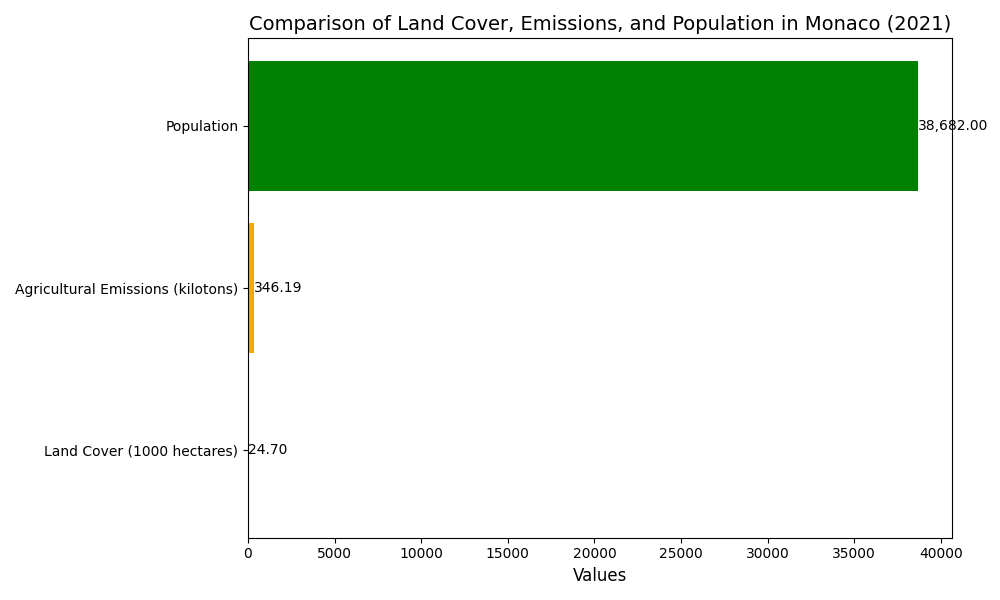 Comparison of Land Cover, Emissions, and Population in Monaco (2021)
Population
38,682.00
Agricultural Emissions (kilotons)
346.19
Land Cover (1000 hectares)
24.70
0 5000 10000 15000 20000 25000 30000 35000 40000
Values